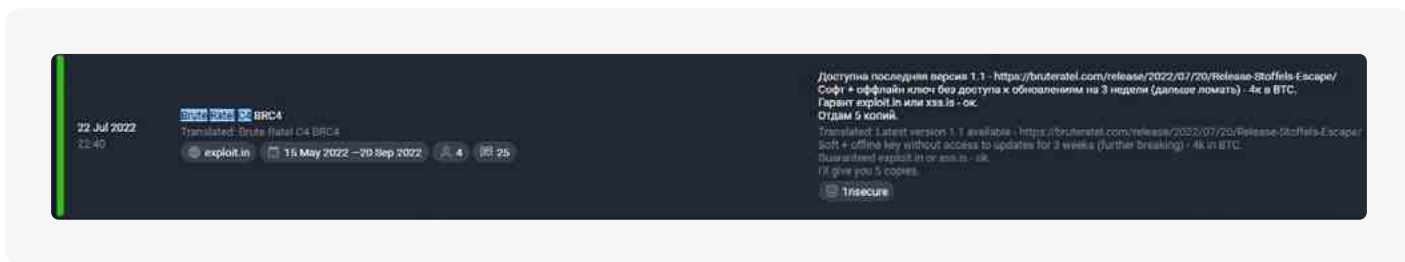 22 Jul 2022
22:40
Brute Ratel C4 BRC4
Translated: Brute Ratel C4 BRC4
exploit.in
15 May 2022 —20 Sep 2022
4
25
Доступна последняя версия 1.1 - https://bruteratel.com/release/2022/07/20/Release-Stoffels-Escape/
Софт + оффлайн ключ без доступа к обновлениям на 3 недели (дальше ломать) - 4к в BTC.
Гарант exploit.in или xss.is - ок.
Отдам 5 копий.
Translated: Latest version 1.1 available - https://bruteratel.com/release/2022/07/20/Release-Stoffels-Escape/
Soft + offline key without access to updates for 3 weeks (further breaking) - 4k in BTC.
Guaranteed exploit.in or xss.is - ok.
I'll give you 5 copies.
1nsecure